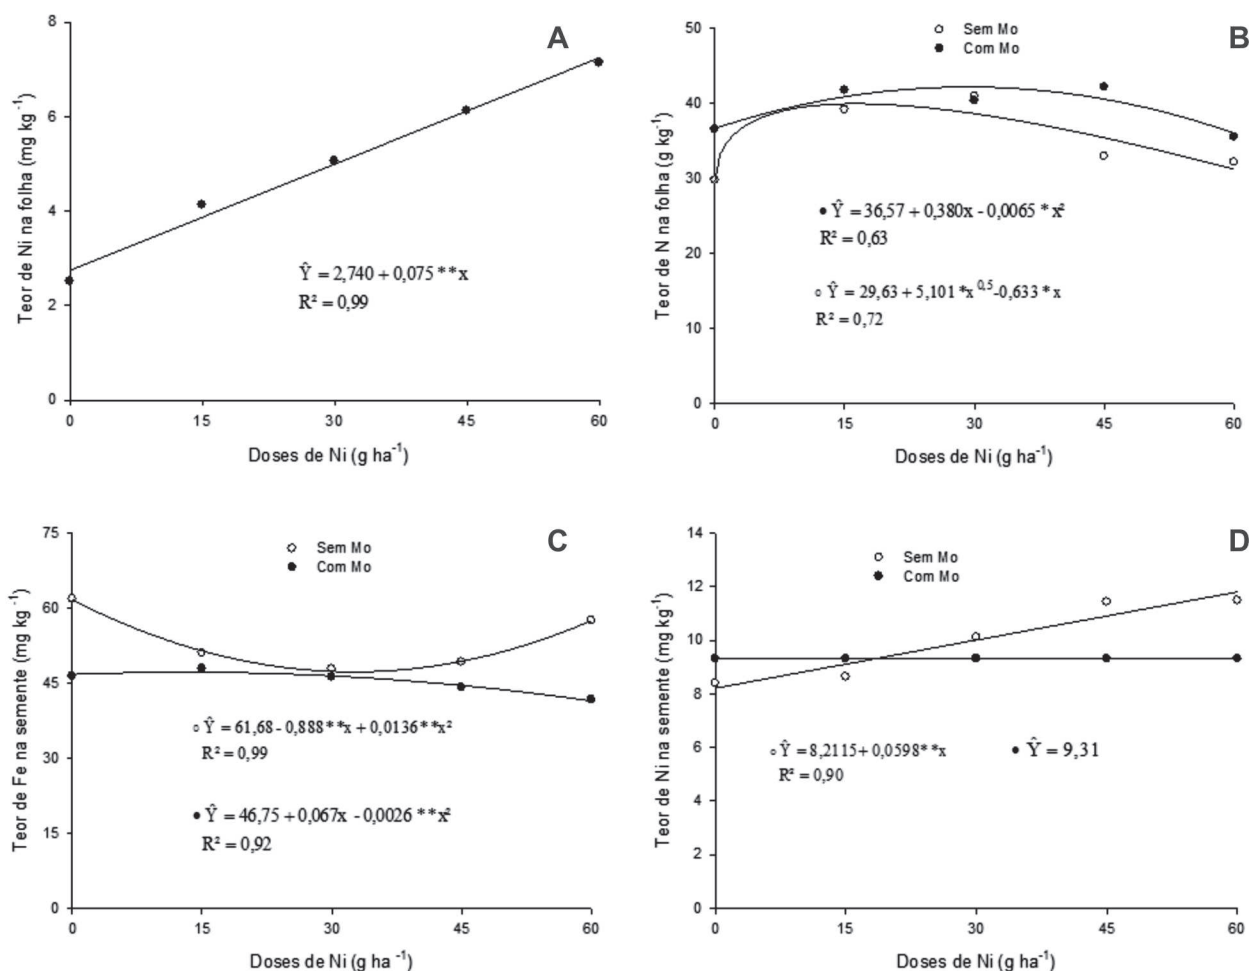 A
Teor de Ni na folha (mg kg⁻¹)
8
6
4
2
0
Ŷ = 2,740 + 0,075 **x
R² = 0,99
0 15 30 45 60
Doses de Ni (g ha⁻¹)
B
Sem Mo
Com Mo
Teor de N na folha (g kg⁻¹)
50
40
30
20
10
0
Ŷ = 36,57 + 0,380x - 0,0065 * x²
R² = 0,63
Ŷ = 29,63 + 5,101 *x⁰,⁵-0,633 * x
R² = 0,72
0 15 30 45 60
Doses de Ni (g ha⁻¹)
C
Sem Mo
Com Mo
Teor de Fe na semente (mg kg⁻¹)
75
60
45
30
15
0
Ŷ = 61,68 - 0,888 **x + 0,0136 **x²
R² = 0,99
Ŷ = 46,75 + 0,067x - 0,0026 **x²
R² = 0,92
0 15 30 45 60
Doses de Ni (g ha⁻¹)
D
Sem Mo
Com Mo
Teor de Ni na semente (mg kg⁻¹)
14
12
10
8
6
4
2
0
Ŷ = 8,2115 + 0,0598 **x
R² = 0,90
Ŷ = 9,31
0 15 30 45 60
Doses de Ni (g ha⁻¹)